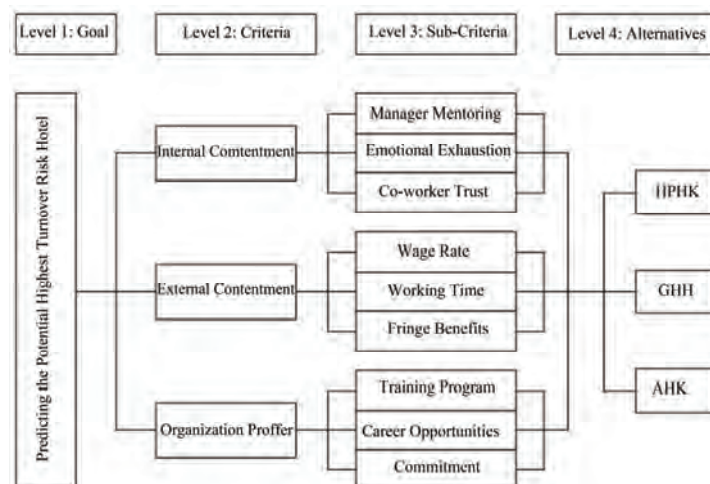 Level 1: Goal
Level 2: Criteria
Level 3: Sub-Criteria
Level 4: Alternatives
Predicting the Potential Highest Turnover Risk Hotel
Internal Comtentment
External Contentment
Organization Proffer
Manager Mentoring
Emotional Exhaustion
Co-worker Trust
Wage Rate
Working Time
Fringe Benefits
Training Program
Career Opportunities
Commitment
HPHK
GHH
AHK